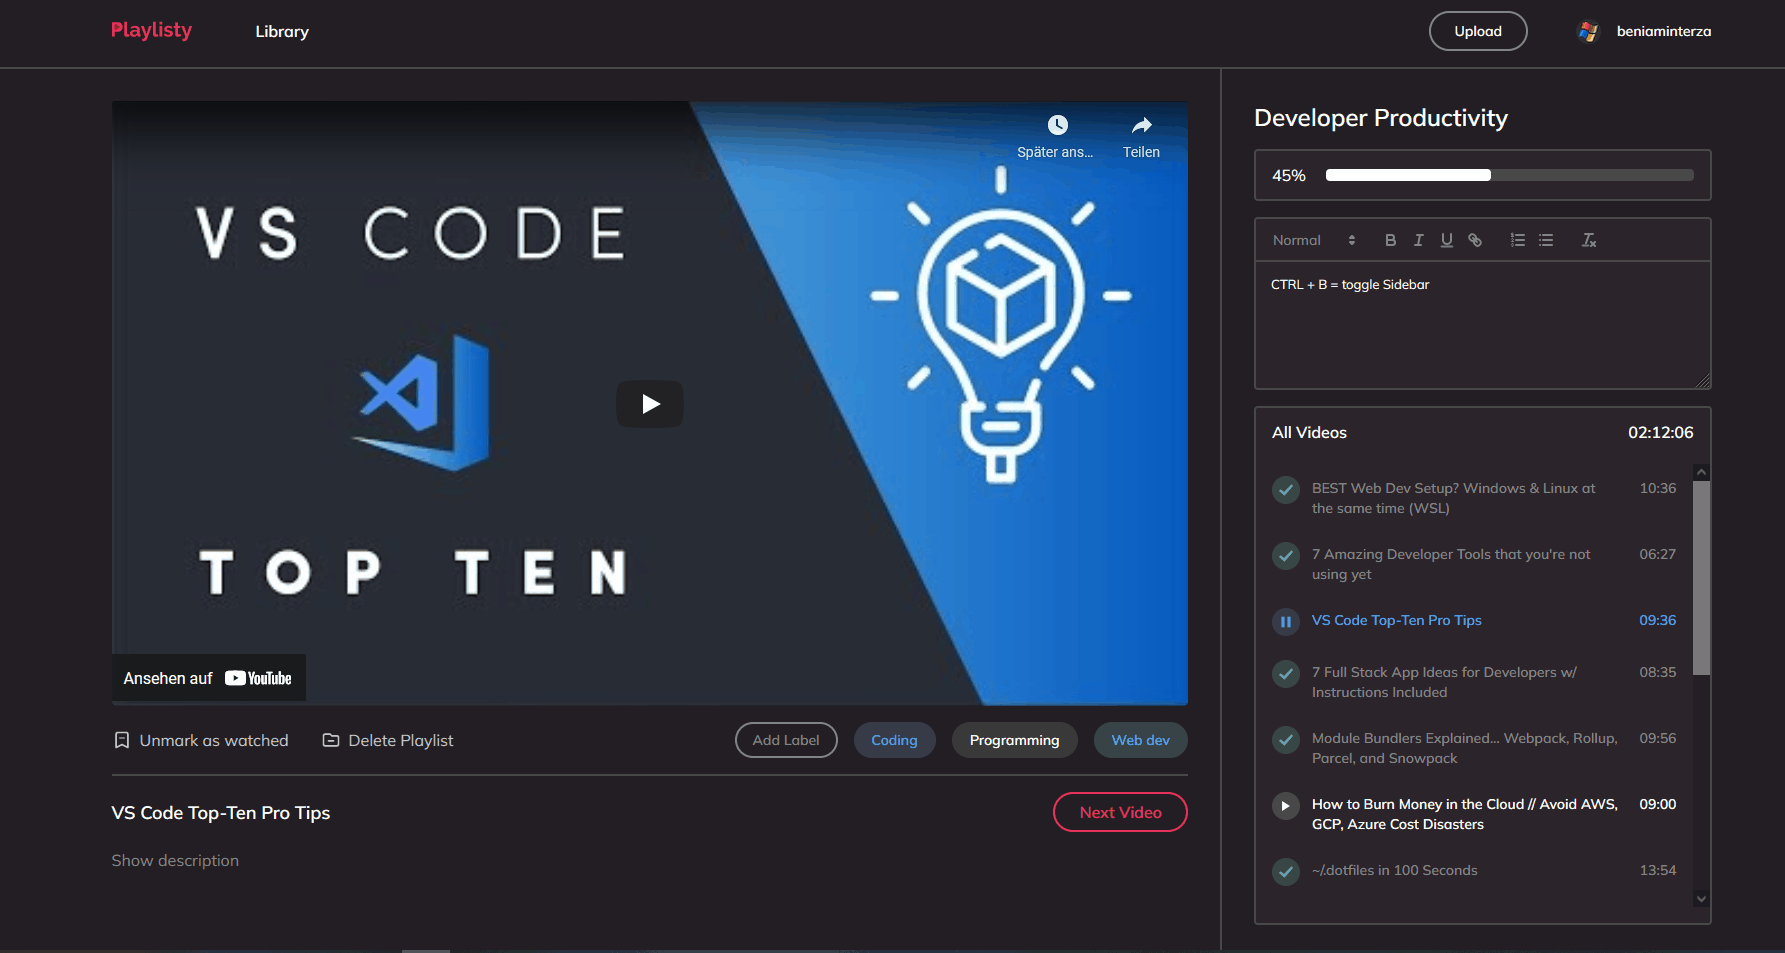 Playlisty
Library
Upload
beniaminterza
Später ans...
Teilen
VS CODE
TOP TEN
Ansehen auf YouTube
Unmark as watched
Delete Playlist
Add Label
Coding
Programming
Web dev
VS Code Top-Ten Pro Tips
Next Video
Show description
Developer Productivity
45%
Normal
B I U
CTRL + B = toggle Sidebar
All Videos 02:12:06
BEST Web Dev Setup? Windows & Linux at 10:36
the same time (WSL)
7 Amazing Developer Tools that you're not 06:27
using yet
VS Code Top-Ten Pro Tips 09:36
7 Full Stack App Ideas for Developers w/ 08:35
Instructions Included
Module Bundlers Explained... Webpack, Rollup, 09:56
Parcel, and Snowpack
How to Burn Money in the Cloud // Avoid AWS, 09:00
GCP, Azure Cost Disasters
~/.dotfiles in 100 Seconds 13:54